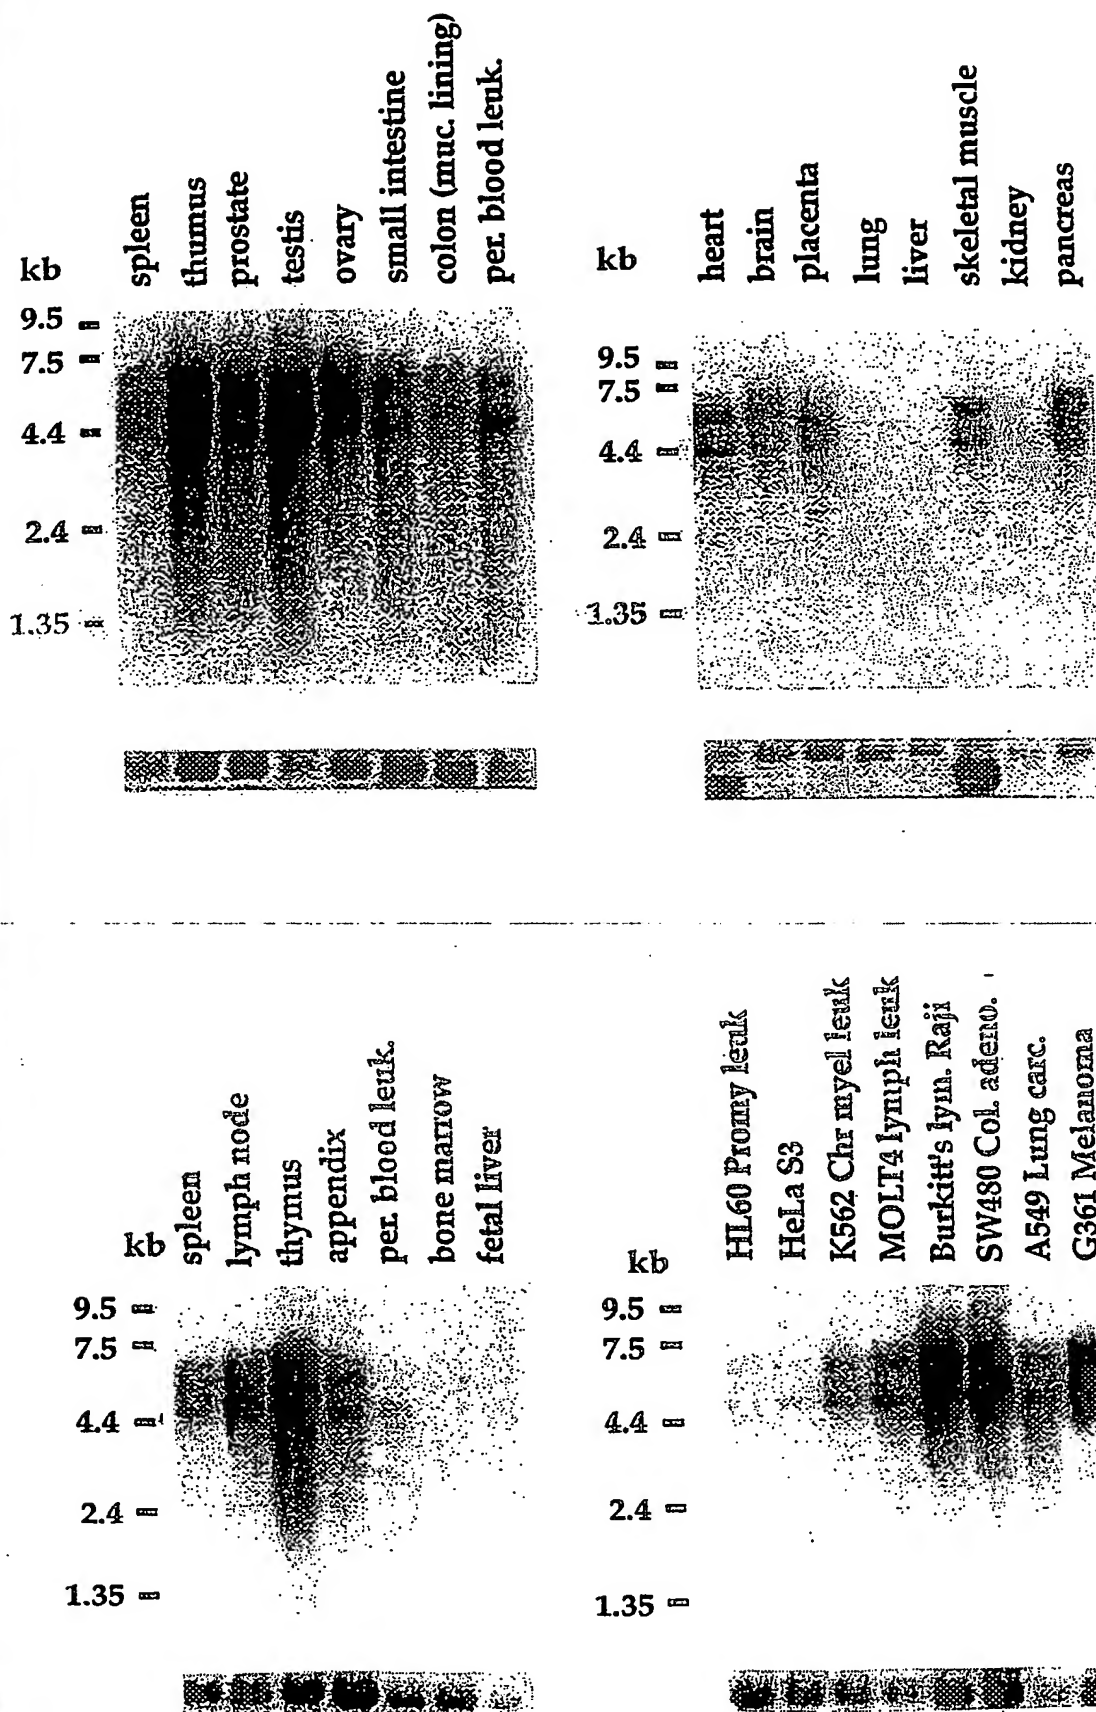 kb
spleen
thumus
prostate
testis
ovary
small intestine
colon (muc. lining)
per. blood leuk.
9.5
7.5
4.4
2.4
1.35
kb
heart
brain
placenta
lung
liver
skeletal muscle
kidney
pancreas
9.5
7.5
4.4
2.4
1.35
kb
spleen
lymph node
thymus
appendix
per. blood leuk.
bone marrow
fetal liver
9.5
7.5
4.4
2.4
1.35
kb
HL60 Promy leuk
HeLa S3
K562 Chr myel leuk
MOLT4 lymph leuk
Burkitt's lym. Raji
SW480 Col. adeno.
A549 Lung carc.
G361 Melanoma
9.5
7.5
4.4
2.4
1.35